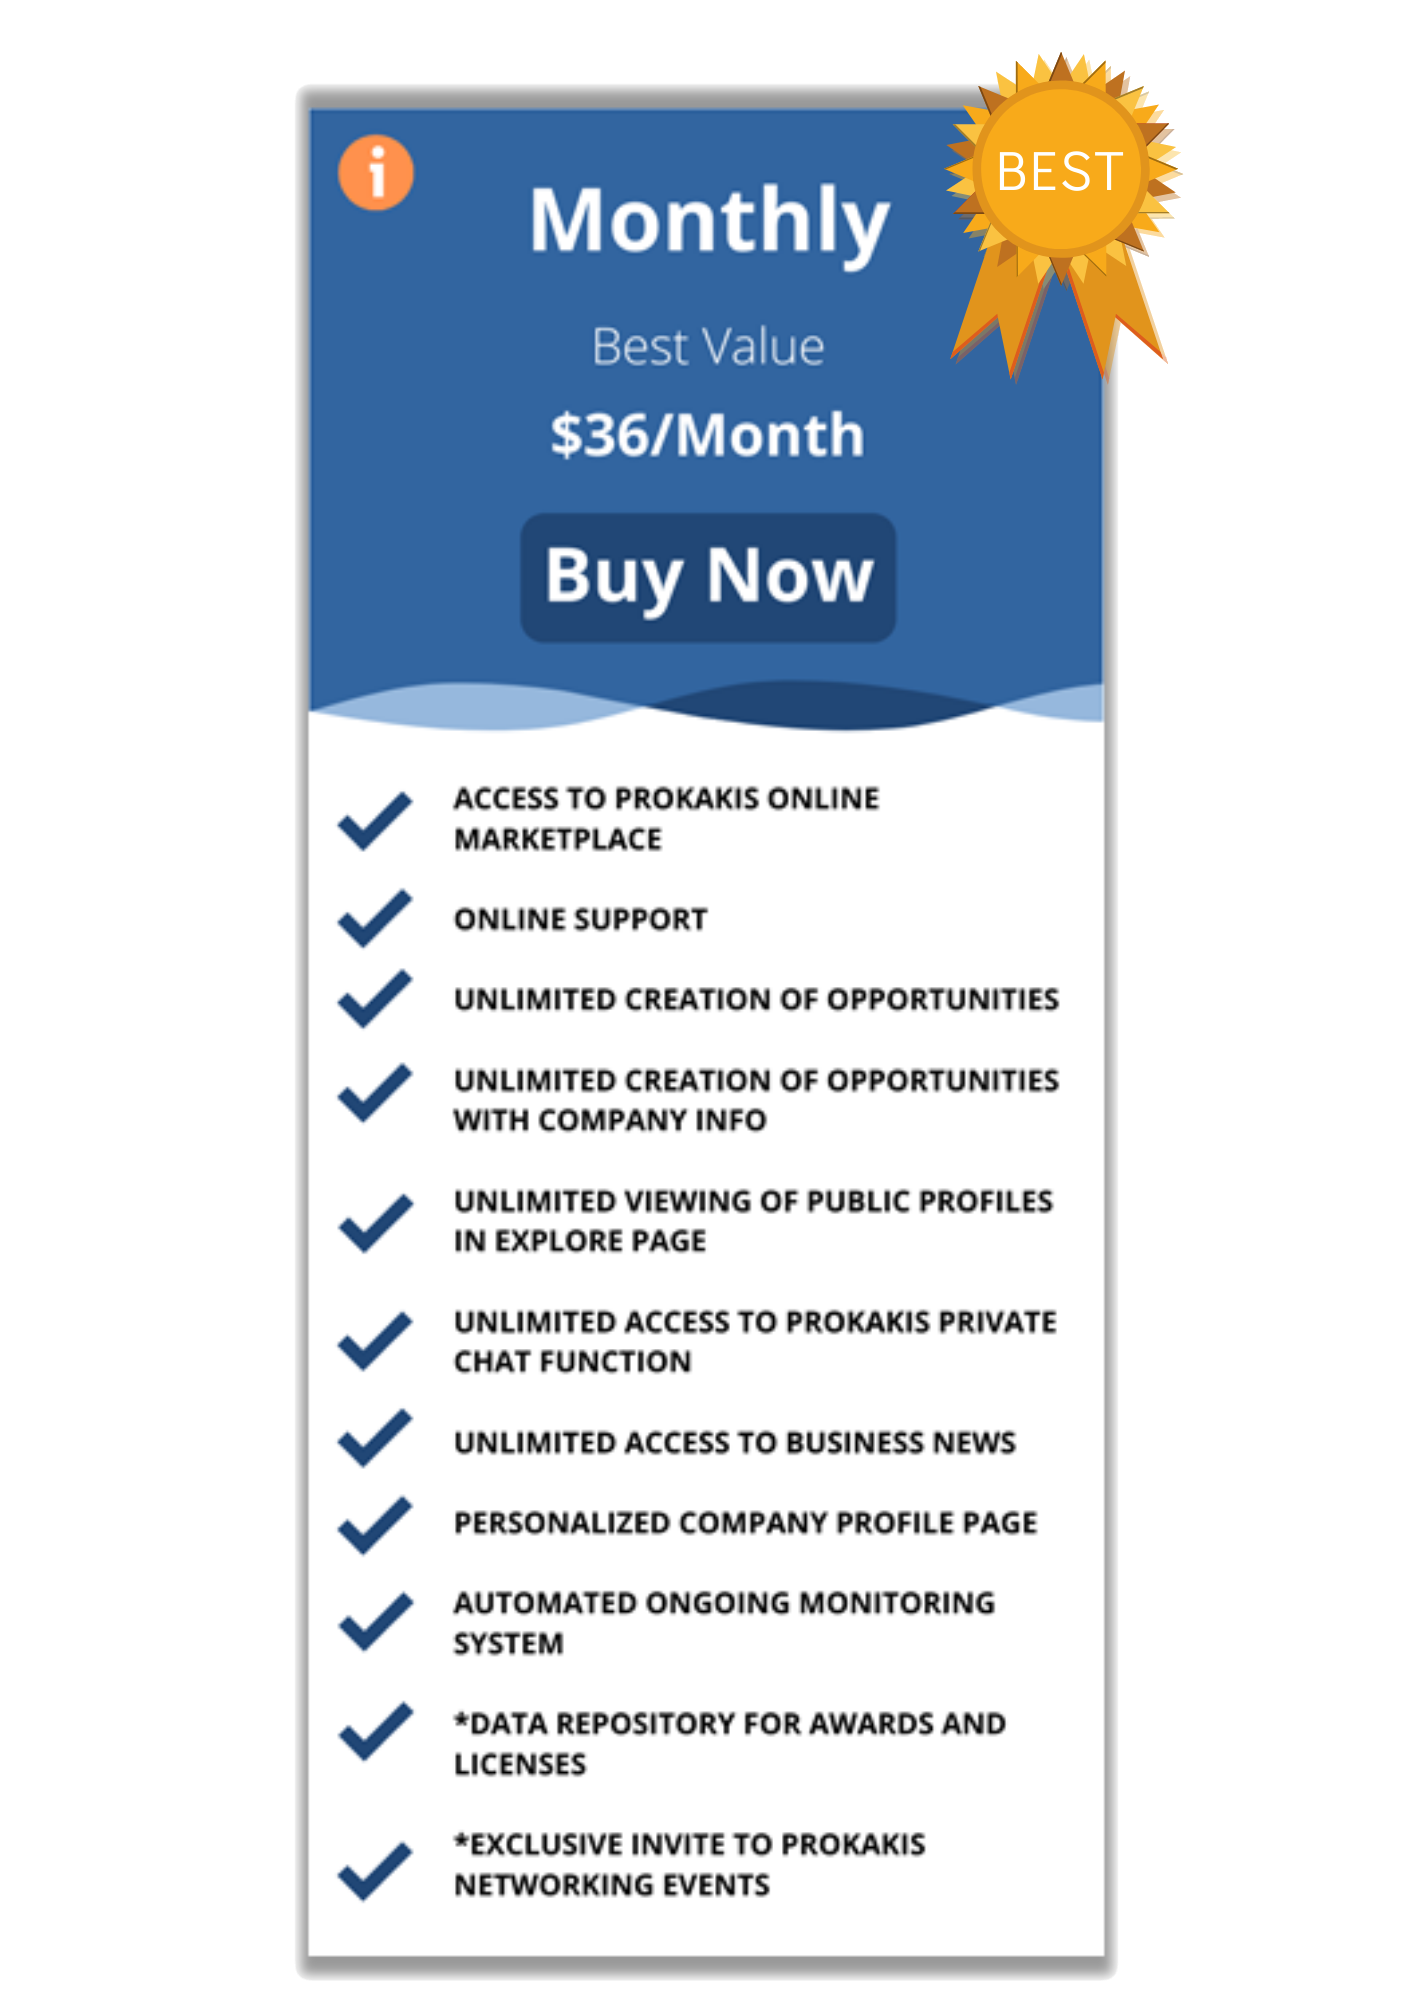 BEST
Monthly
Best Value
$36/Month
Buy Now
ACCESS TO PROKAKIS ONLINE
MARKETPLACE
ONLINE SUPPORT
UNLIMITED CREATION OF OPPORTUNITIES
UNLIMITED CREATION OF OPPORTUNITIES
WITH COMPANY INFO
UNLIMITED VIEWING OF PUBLIC PROFILES
IN EXPLORE PAGE
UNLIMITED ACCESS TO PROKAKIS PRIVATE
CHAT FUNCTION
UNLIMITED ACCESS TO BUSINESS NEWS
PERSONALIZED COMPANY PROFILE PAGE
AUTOMATED ONGOING MONITORING
SYSTEM
*DATA REPOSITORY FOR AWARDS AND
LICENSES
*EXCLUSIVE INVITE TO PROKAKIS
NETWORKING EVENTS